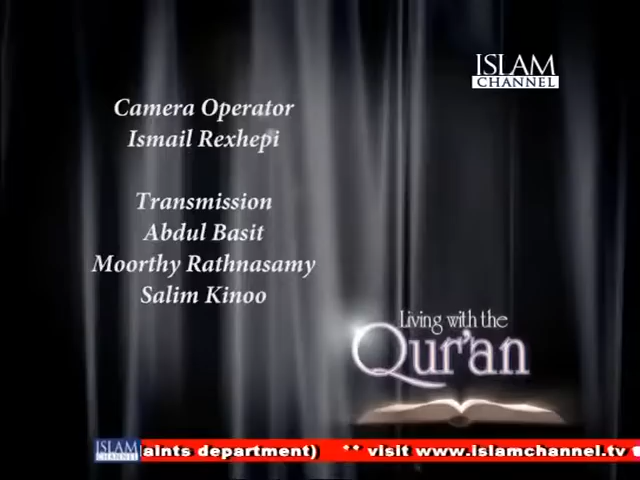 ISLAM
CHANNEL
Camera Operator
Ismail Rexhepi
Transmission
Abdul Basit
Moorthy Rathnasamy
Salim Kinoo
Living with the
Qur'an
ISLAM
CHANNEL
aints department) ** visit www.islamchannel.tv